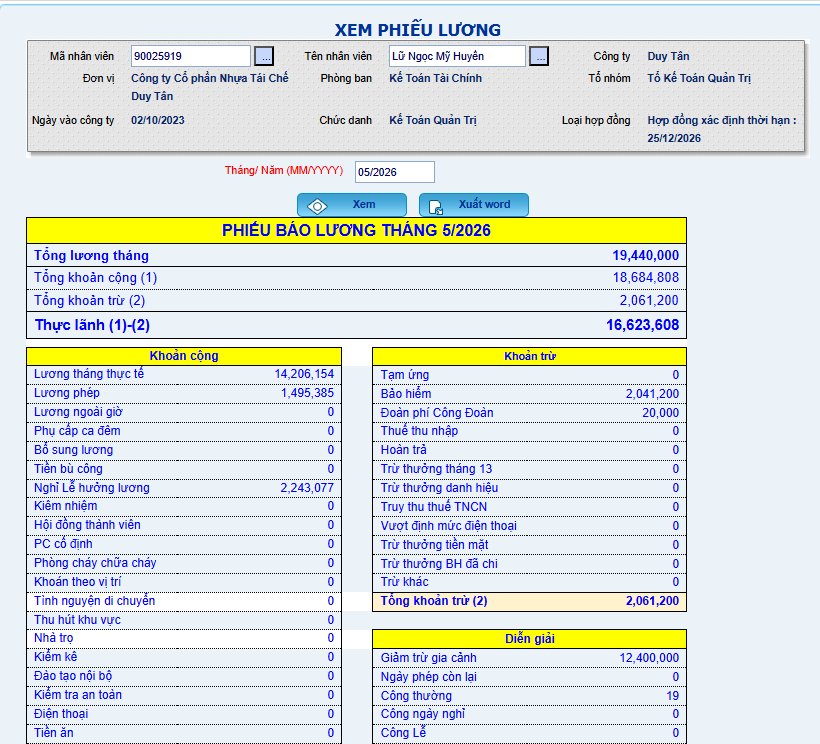 XEM PHIẾU LƯƠNG
Mã nhân viên 90025919 ... Tên nhân viên Lữ Ngọc Mỹ Huyền ... Công ty Duy Tân
Đơn vị Công ty Cổ phần Nhựa Tái Chế Duy Tân Phòng ban Kế Toán Tài Chính Tổ nhóm Tổ Kế Toán Quản Trị
Ngày vào công ty 02/10/2023 Chức danh Kế Toán Quản Trị Loại hợp đồng Hợp đồng xác định thời hạn : 25/12/2026
Tháng/ Năm (MM/YYYY) 05/2026
Xem Xuất word
PHIẾU BÁO LƯƠNG THÁNG 5/2026
Tổng lương tháng 19,440,000
Tổng khoản cộng (1) 18,684,808
Tổng khoản trừ (2) 2,061,200
Thực lãnh (1)-(2) 16,623,608
Khoản cộng
Lương tháng thực tế 14,206,154
Lương phép 1,495,385
Lương ngoài giờ 0
Phụ cấp ca đêm 0
Bổ sung lương 0
Tiền bù công 0
Nghỉ Lễ hưởng lương 2,243,077
Kiêm nhiệm 0
Hội đồng thành viên 0
PC cố định 0
Phòng cháy chữa cháy 0
Khoán theo vị trí 0
Tình nguyện di chuyển 0
Thu hút khu vực 0
Nhà trọ 0
Kiểm kê 0
Đào tạo nội bộ 0
Kiểm tra an toàn 0
Điện thoại 0
Tiền ăn 0
Khoản trừ
Tạm ứng 0
Bảo hiểm 2,041,200
Đoàn phí Công Đoàn 20,000
Thuế thu nhập 0
Hoàn trả 0
Trừ thưởng tháng 13 0
Trừ thưởng danh hiệu 0
Truy thu thuế TNCN 0
Vượt định mức điện thoại 0
Trừ thưởng tiền mặt 0
Trừ thưởng BH đã chi 0
Trừ khác 0
Tổng khoản trừ (2) 2,061,200
Diễn giải
Giảm trừ gia cảnh 12,400,000
Ngày phép còn lại 0
Công thường 19
Công ngày nghỉ 0
Công Lễ 0